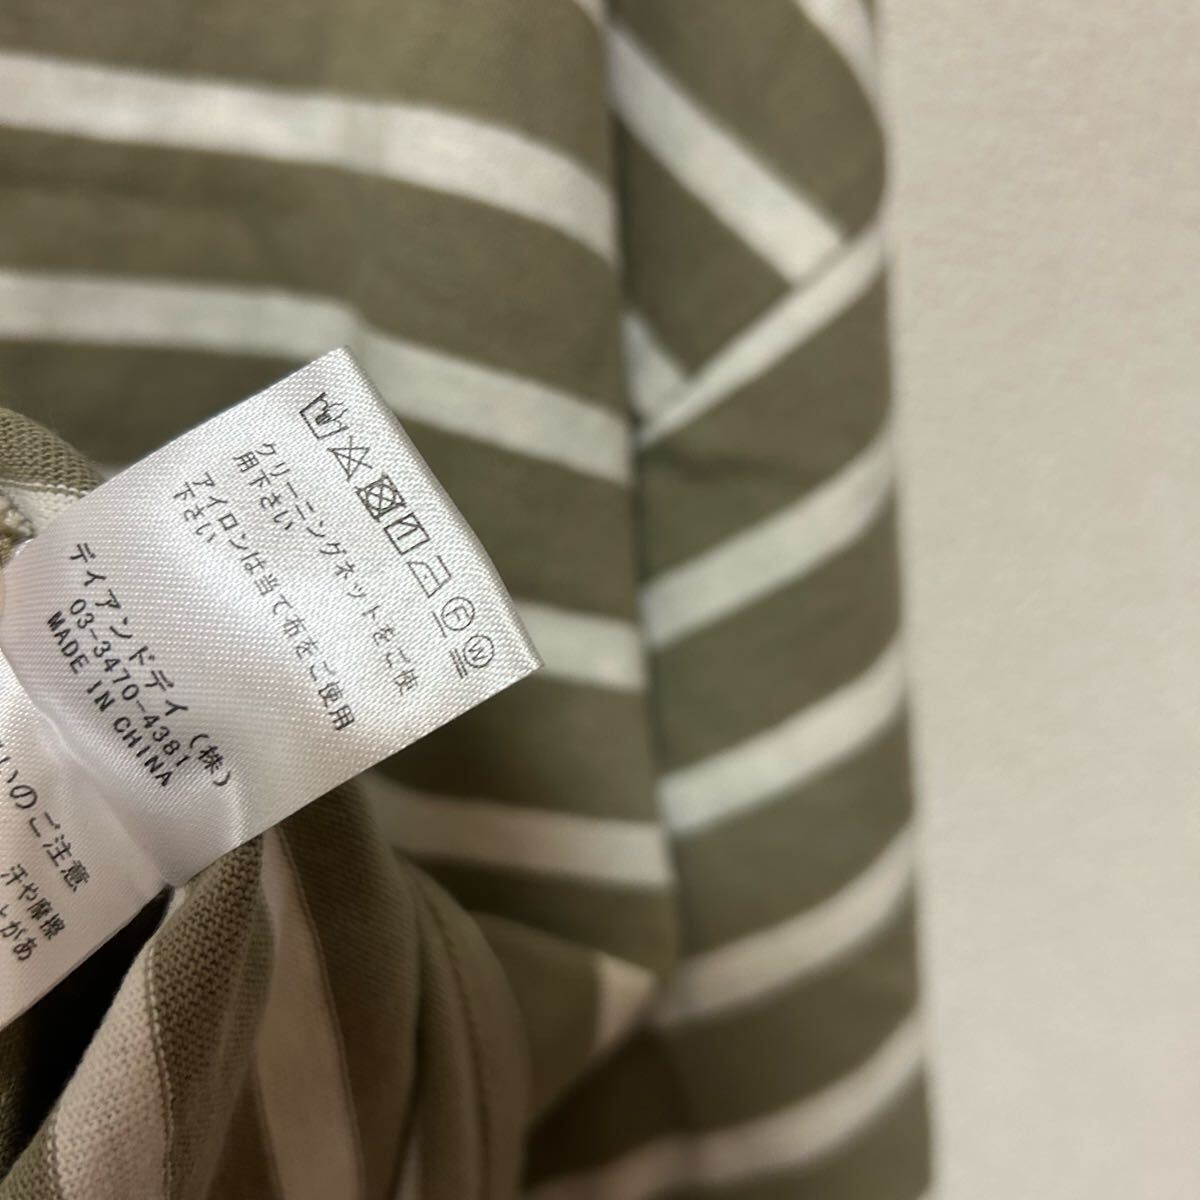 クリーニングネットをご使
用下さい
アイロンは当て布をご使用
下さい
ディアンドデイ(株)
03-3470-4381
MADE IN CHINA
いのご注意
汗や摩擦
とがあ